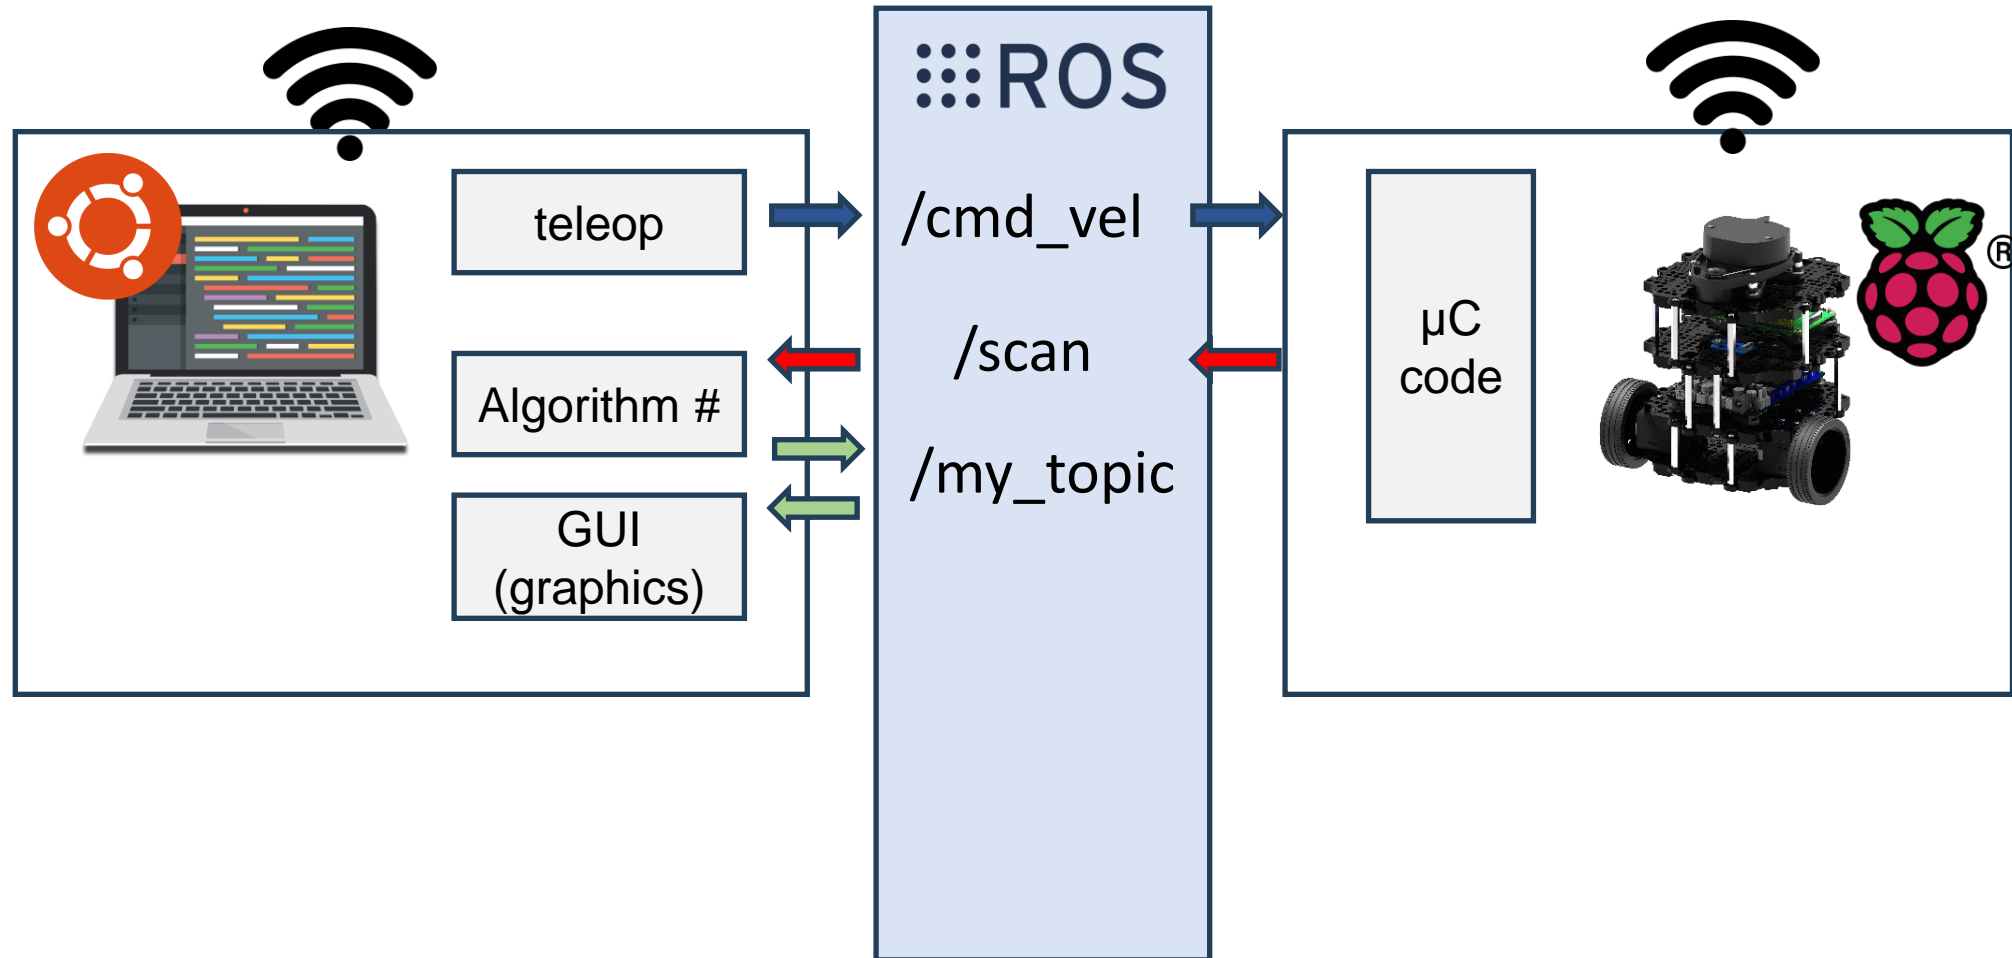 ROS
teleop
/cmd_vel
Algorithm #
/scan
GUI
(graphics)
/my_topic
µC
code
®